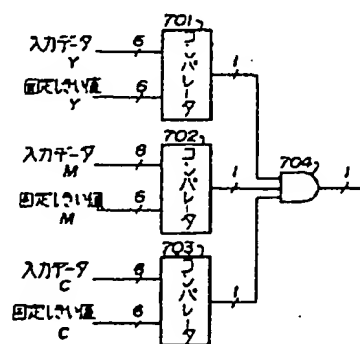 701
入力データ 6
Y
コンパレータ
1
固定しきい値 6
Y
702
入力データ 6
M
コンパレータ
1
704
1
固定しきい値 6
M
703
入力データ 6
C
コンパレータ
1
固定しきい値 6
C